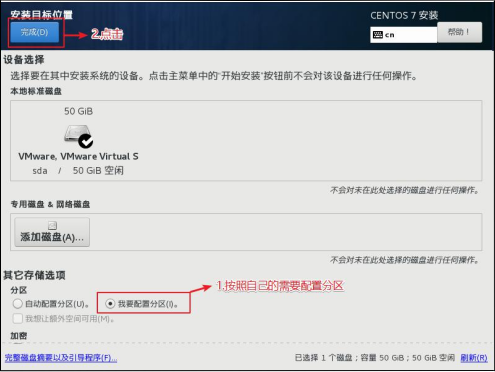 安装目标位置
CENTOS 7 安装
完成(D)
2.点击
cn
帮助！
设备选择
选择要在其中安装系统的设备。点击主菜单中的"开始安装"按钮前不会对该设备进行任何操作。
本地标准磁盘
50 GiB
VMware, VMware Virtual S
sda / 50 GiB 空闲
不会对未在此处选择的磁盘进行任何操作。
专用磁盘 & 网络磁盘
添加磁盘(A)...
不会对未在此处选择的磁盘进行任何操作。
其它存储选项
1.按照自己的需要配置分区
分区
自动配置分区(U)。 我要配置分区(I)。
我想让额外空间可用(M)。
加密
完整磁盘摘要以及引导程序(F)...
已选择 1 个磁盘；容量 50 GiB；50 GiB 空闲 刷新(R)